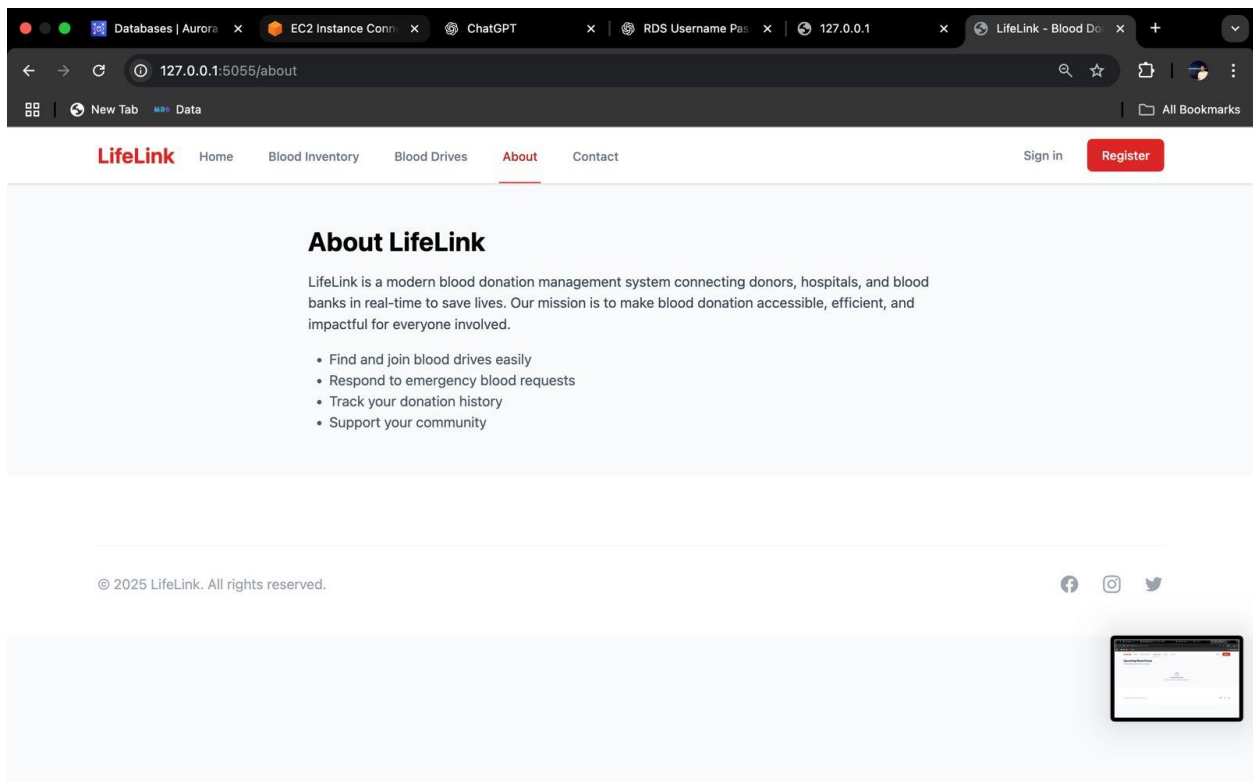 Databases | Aurora
EC2 Instance Conn
ChatGPT
RDS Username Pas
127.0.0.1
LifeLink - Blood Do
127.0.0.1:5055/about
New Tab
MDB Data
All Bookmarks
LifeLink Home Blood Inventory Blood Drives About Contact Sign in Register
About LifeLink
LifeLink is a modern blood donation management system connecting donors, hospitals, and blood
banks in real-time to save lives. Our mission is to make blood donation accessible, efficient, and
impactful for everyone involved.
• Find and join blood drives easily
• Respond to emergency blood requests
• Track your donation history
• Support your community
© 2025 LifeLink. All rights reserved.